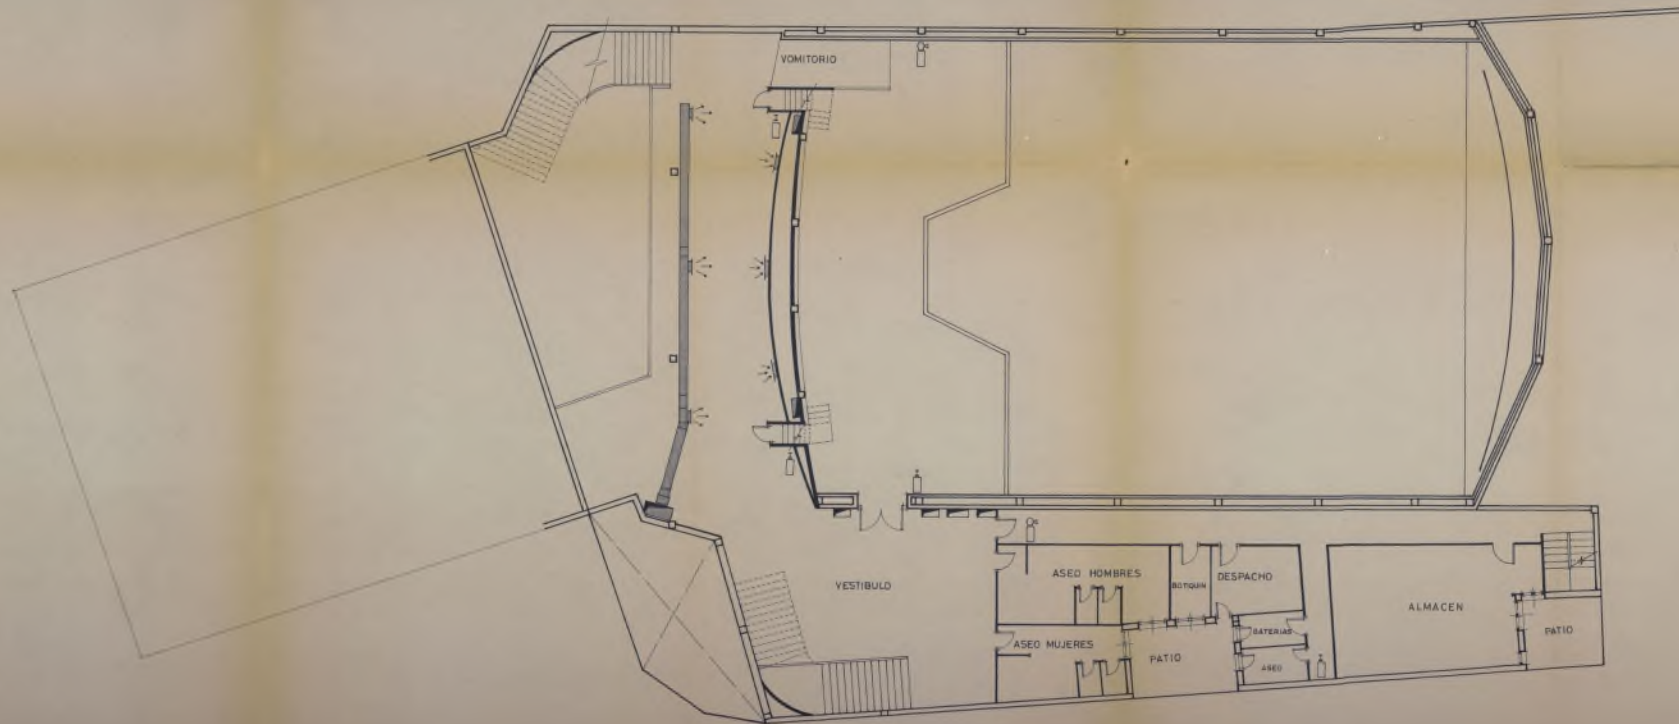 VOMITORIO
VESTIBULO
ASEO HOMBRES
BOTIQUIN
DESPACHO
ALMACEN
ASEO MUJERES
PATIO
BATERIAS
ASEO
PATIO